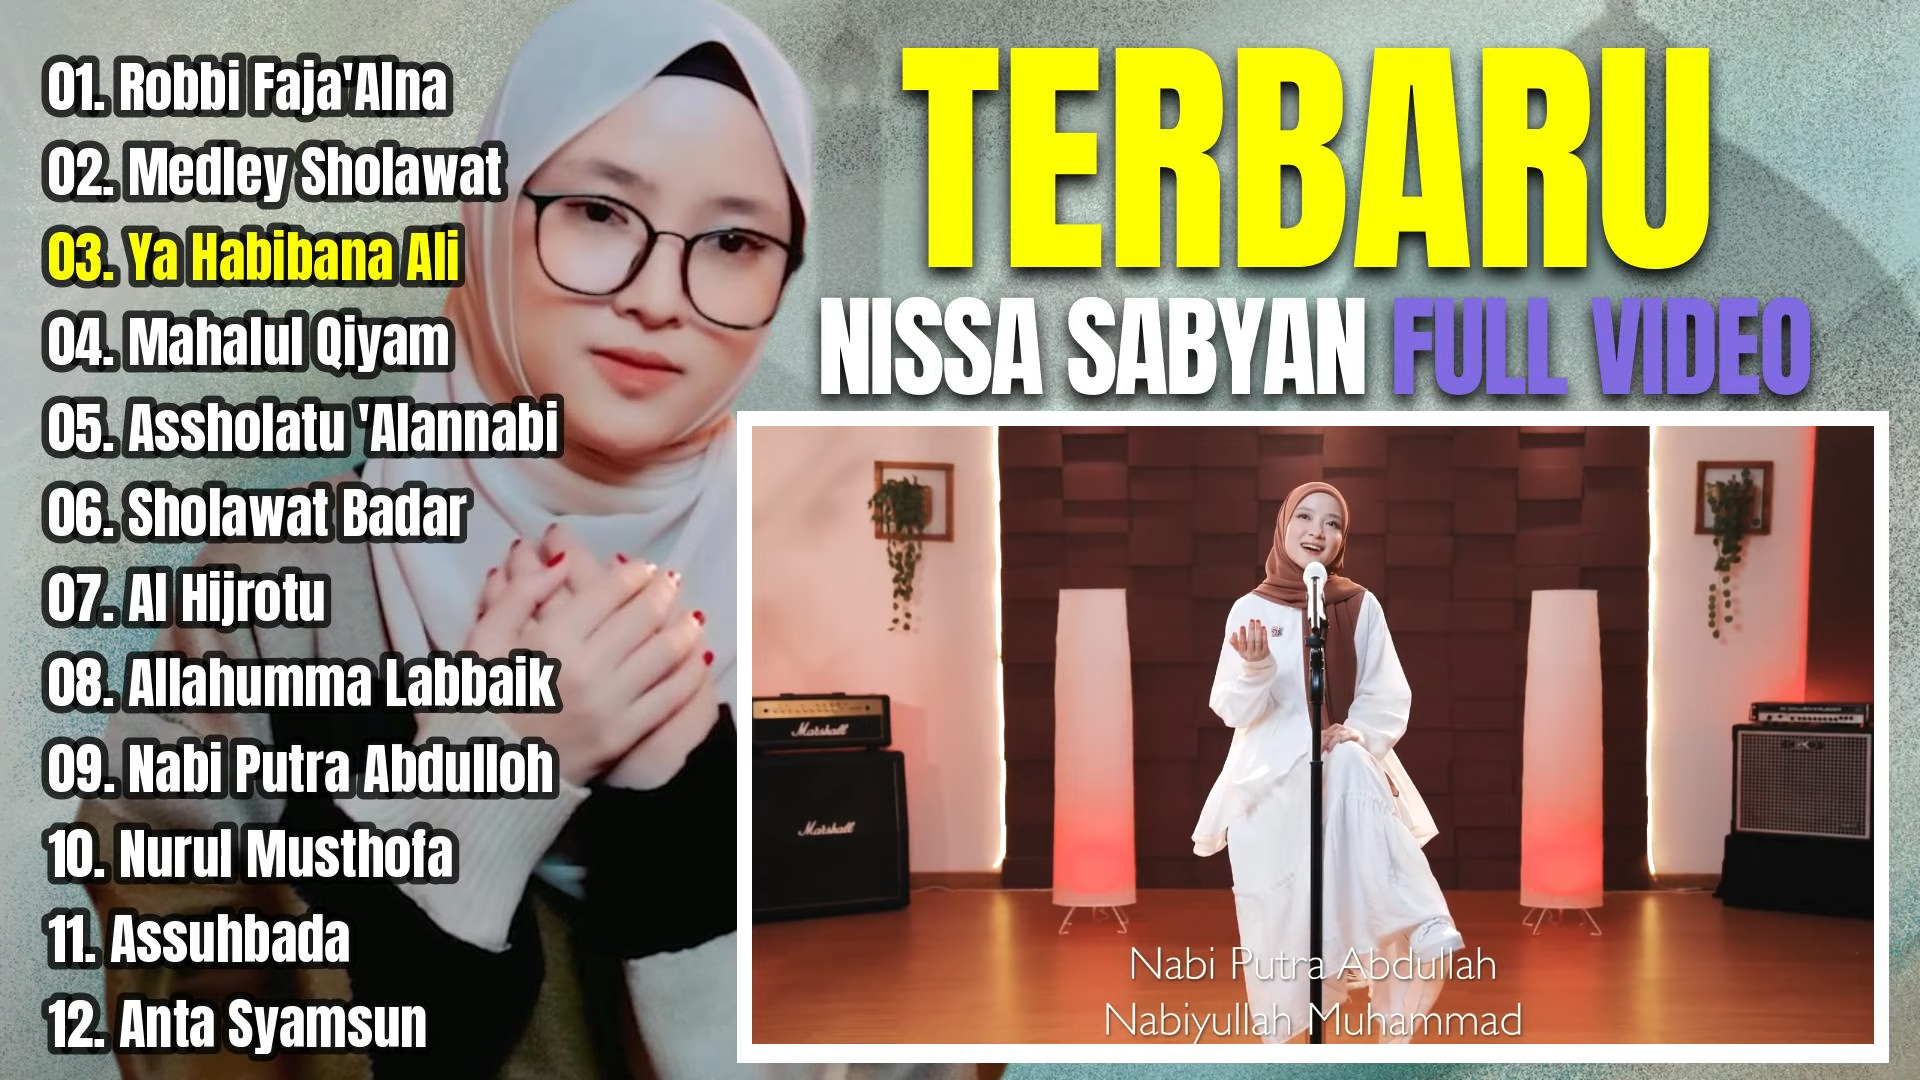 01. Robbi Faja'Alna
02. Medley Sholawat
03. Ya Habibana Ali
04. Mahalul Qiyam
05. Assholatu 'Alannabi
06. Sholawat Badar
07. Al Hijrotu
08. Allahumma Labbaik
09. Nabi Putra Abdulloh
10. Nurul Musthofa
11. Assuhbada
12. Anta Syamsun
TERBARU
NISSA SABYAN FULL VIDEO
Marshall
Marshall
Nabi Putra Abdullah
Nabiyullah Muhammad